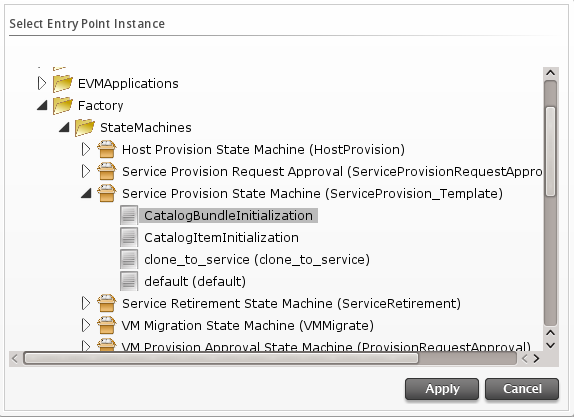 Select Entry Point Instance
EVMApplications
Factory
StateMachines
Host Provision State Machine (HostProvision)
Service Provision Request Approval (ServiceProvisionRequestAppro
Service Provision State Machine (ServiceProvision_Template)
CatalogBundleInitialization
CatalogItemInitialization
clone_to_service (clone_to_service)
default (default)
Service Retirement State Machine (ServiceRetirement)
VM Migration State Machine (VMMigrate)
VM Provision Approval State Machine (ProvisionRequestApproval)
Apply
Cancel